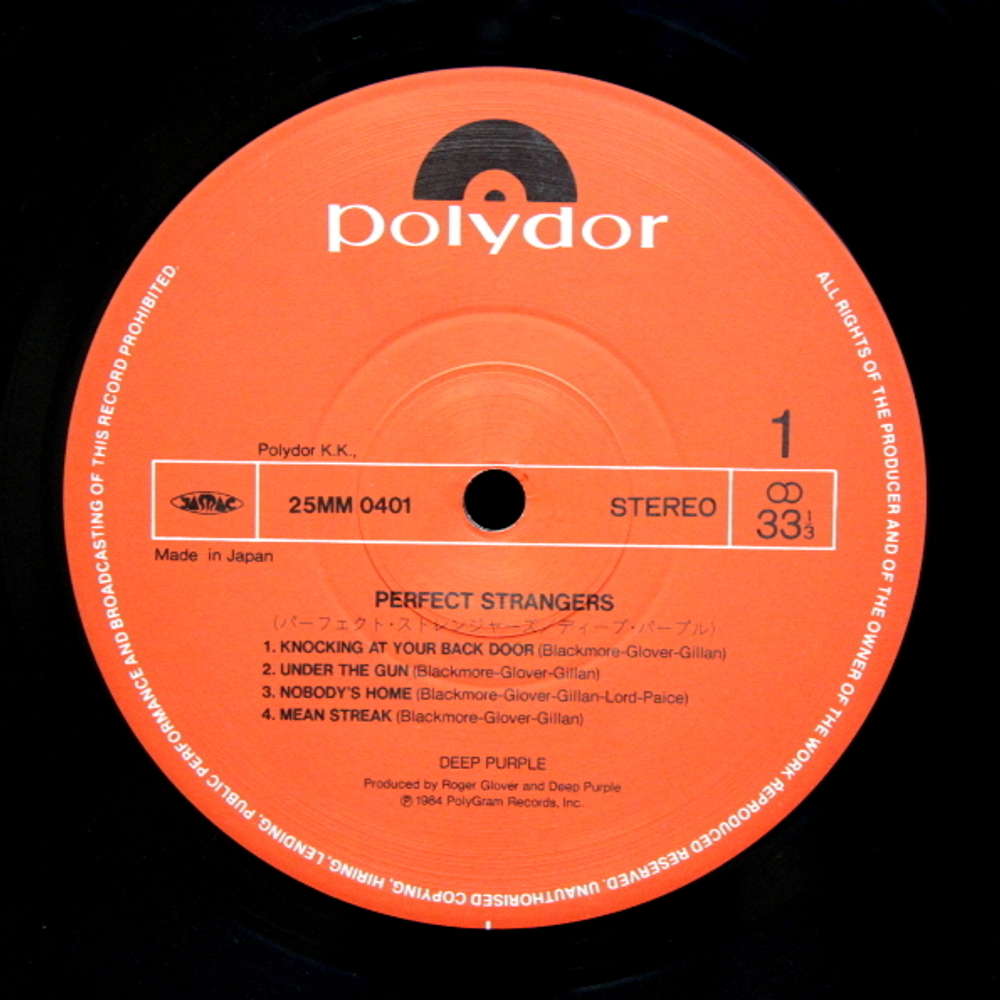 polydor
1
Polydor K.K.,
JASRAC
25MM 0401
STEREO
33 1/3
Made in Japan
PERFECT STRANGERS
(パーフェクト・ストレンジャーズ/ディープ・パープル)
1. KNOCKING AT YOUR BACK DOOR (Blackmore-Glover-Gillan)
2. UNDER THE GUN (Blackmore-Glover-Gillan)
3. NOBODY'S HOME (Blackmore-Glover-Gillan-Lord-Paice)
4. MEAN STREAK (Blackmore-Glover-Gillan)
DEEP PURPLE
Produced by Roger Glover and Deep Purple
℗ 1984 PolyGram Records, Inc.
ALL RIGHTS OF THE PRODUCER AND OF THE OWNER OF THE WORK REPRODUCED RESERVED. UNAUTHORISED COPYING, HIRING, LENDING, PUBLIC PERFORMANCE AND BROADCASTING OF THIS RECORD PROHIBITED.